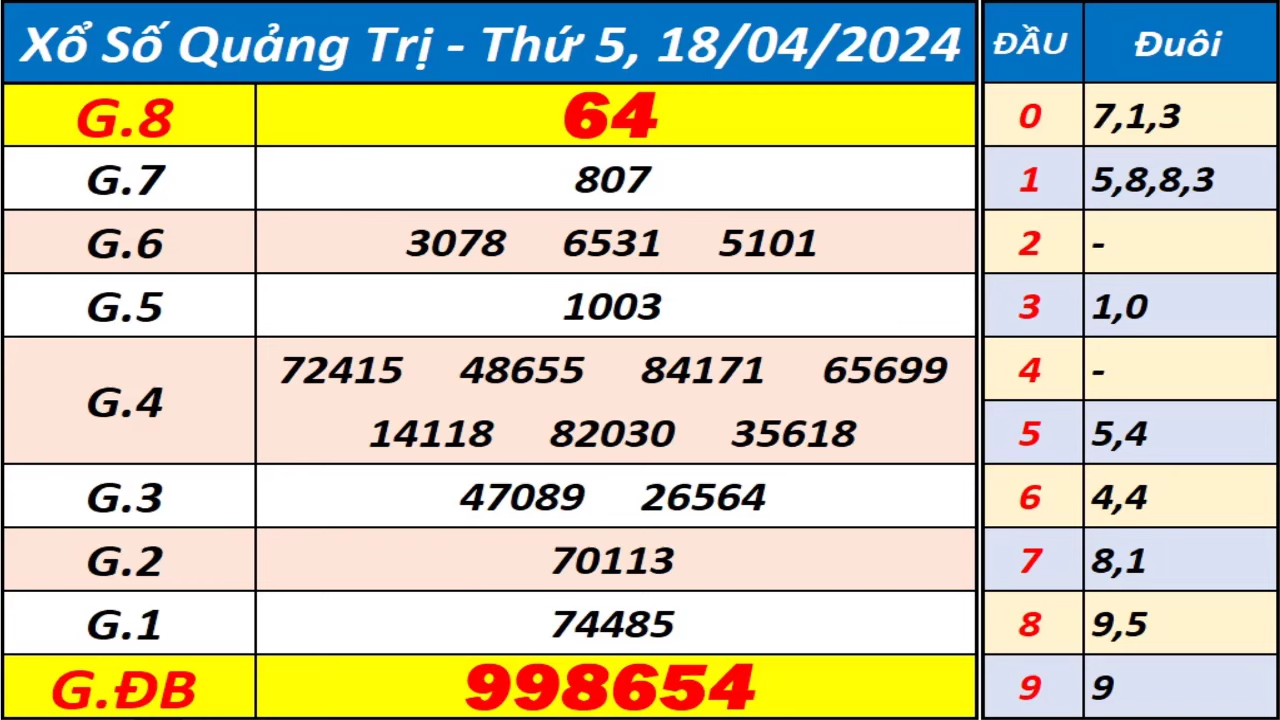 Xổ Số Quảng Trị - Thứ 5, 18/04/2024
G.8 64
G.7 807
G.6 3078 6531 5101
G.5 1003
G.4
72415 48655 84171 65699
14118 82030 35618
G.3 47089 26564
G.2 70113
G.1 74485
G.ĐB 998654
ĐẦU Đuôi
0 7,1,3
1 5,8,8,3
2 -
3 1,0
4 -
5 5,4
6 4,4
7 8,1
8 9,5
9 9